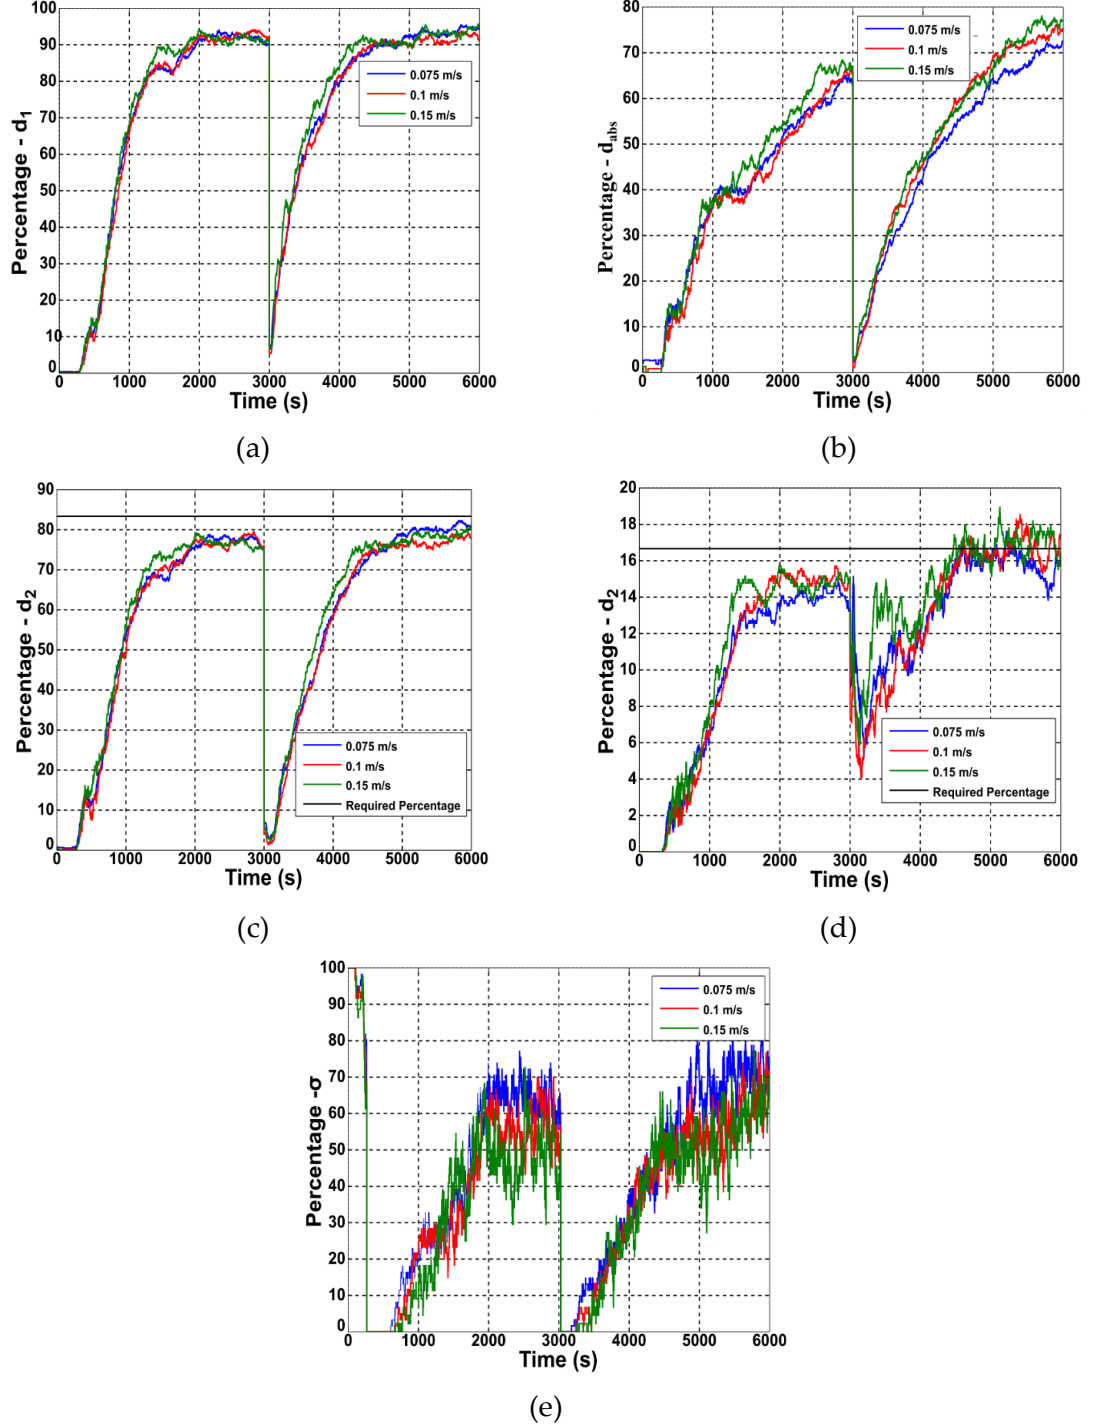 100
90
80
70
60
50
40
30
20
10
0
Percentage - d1
0 1000 2000 3000 4000 5000 6000
Time (s)
0.075 m/s
0.1 m/s
0.15 m/s
(a)
80
70
60
50
40
30
20
10
0
Percentage - dabs
0 1000 2000 3000 4000 5000 6000
Time (s)
0.075 m/s
0.1 m/s
0.15 m/s
(b)
90
80
70
60
50
40
30
20
10
0
Percentage - d2
0 1000 2000 3000 4000 5000 6000
Time (s)
0.075 m/s
0.1 m/s
0.15 m/s
Required Percentage
(c)
20
18
16
14
12
10
8
6
4
2
0
Percentage - d2
0 1000 2000 3000 4000 5000 6000
Time (s)
0.075 m/s
0.1 m/s
0.15 m/s
Required Percentage
(d)
100
90
80
70
60
50
40
30
20
10
Percentage -σ
0 1000 2000 3000 4000 5000 6000
Time (s)
0.075 m/s
0.1 m/s
0.15 m/s
(e)